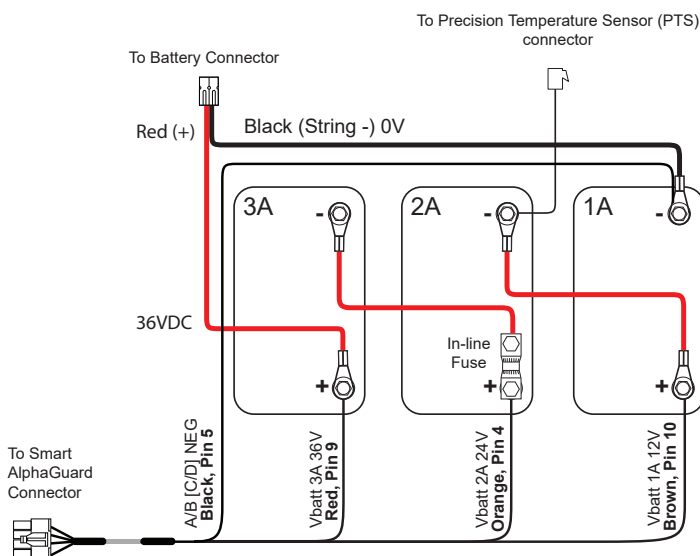 To Precision Temperature Sensor (PTS)
connector
To Battery Connector
Red (+)
Black (String -) 0V
3A
-
2A
-
1A
-
36VDC
In-line
Fuse
+
+
+
A/B [C/D] NEG
Black, Pin 5
Vbatt 3A 36V
Red, Pin 9
Vbatt 2A 24V
Orange, Pin 4
Vbatt 1A 12V
Brown, Pin 10
To Smart
AlphaGuard
Connector